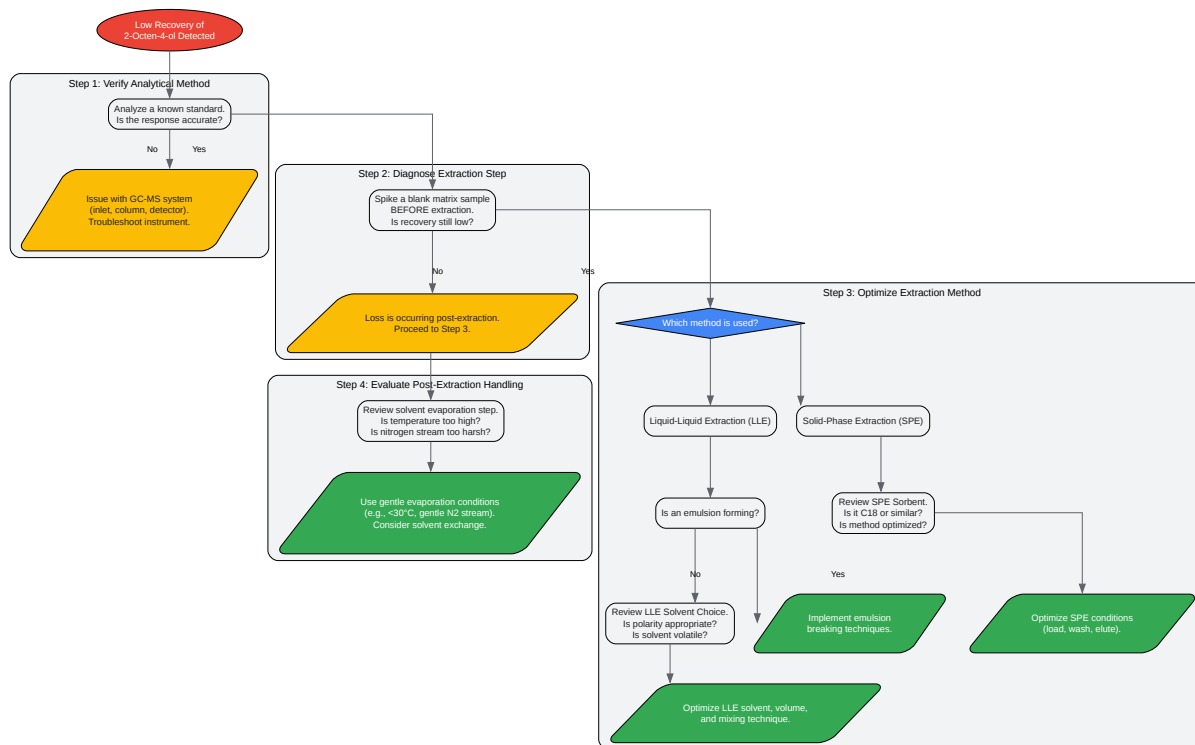 Low Recovery of
2-Octen-4-ol Detected
Step 1: Verify Analytical Method
Analyze a known standard.
Is the response accurate?
No
Yes
Issue with GC-MS system
(inlet, column, detector).
Troubleshoot instrument.
Step 2: Diagnose Extraction Step
Spike a blank matrix sample
BEFORE extraction.
Is recovery still low?
No
Yes
Loss is occurring post-extraction.
Proceed to Step 3.
Step 3: Optimize Extraction Method
Which method is used?
Step 4: Evaluate Post-Extraction Handling
Review solvent evaporation step.
Is temperature too high?
Is nitrogen stream too harsh?
Use gentle evaporation conditions
(e.g., <30°C, gentle N2 stream).
Consider solvent exchange.
Liquid-Liquid Extraction (LLE)
Solid-Phase Extraction (SPE)
Is an emulsion forming?
Review SPE Sorbent.
Is it C18 or similar?
Is method optimized?
No
Yes
Review LLE Solvent Choice.
Is polarity appropriate?
Is solvent volatile?
Implement emulsion
breaking techniques.
Optimize SPE conditions
(load, wash, elute).
Optimize LLE solvent, volume,
and mixing technique.